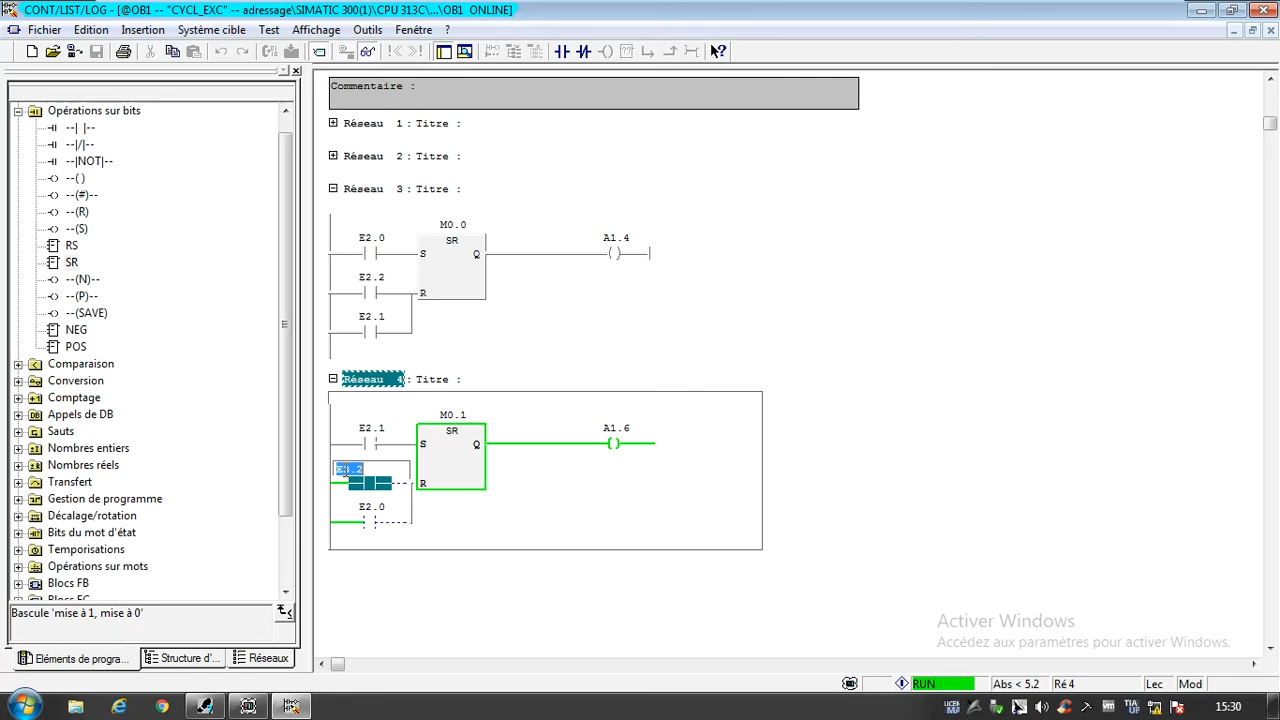 CONT/LIST/LOG - [@OB1 -- "CYCL_EXC" -- adressage\SIMATIC 300(1)\CPU 313C\...\OB1 ONLINE]
Fichier Edition Insertion Système cible Test Affichage Outils Fenêtre ?
Opérations sur bits
--| |--
--|/|--
--|NOT|--
--( )
--(#)--
--(R)
--(S)
RS
SR
--(N)--
--(P)--
--(SAVE)
NEG
POS
Comparaison
Conversion
Comptage
Appels de DB
Sauts
Nombres entiers
Nombres réels
Transfert
Gestion de programme
Décalage/rotation
Bits du mot d'état
Temporisations
Opérations sur mots
Blocs FB
Bascule 'mise à 1, mise à 0'
Eléments de progra...
Structure d'...
Réseaux
Commentaire :
Réseau 1 : Titre :
Réseau 2 : Titre :
Réseau 3 : Titre :
M0.0
E2.0 SR A1.4
S Q
E2.2
R
E2.1
Réseau 4 : Titre :
M0.1
E2.1 SR A1.6
S Q
R
E2.0
Activer Windows
Accédez aux paramètres pour activer Windows.
RUN Abs < 5.2 Ré 4 Lec Mod
15:30